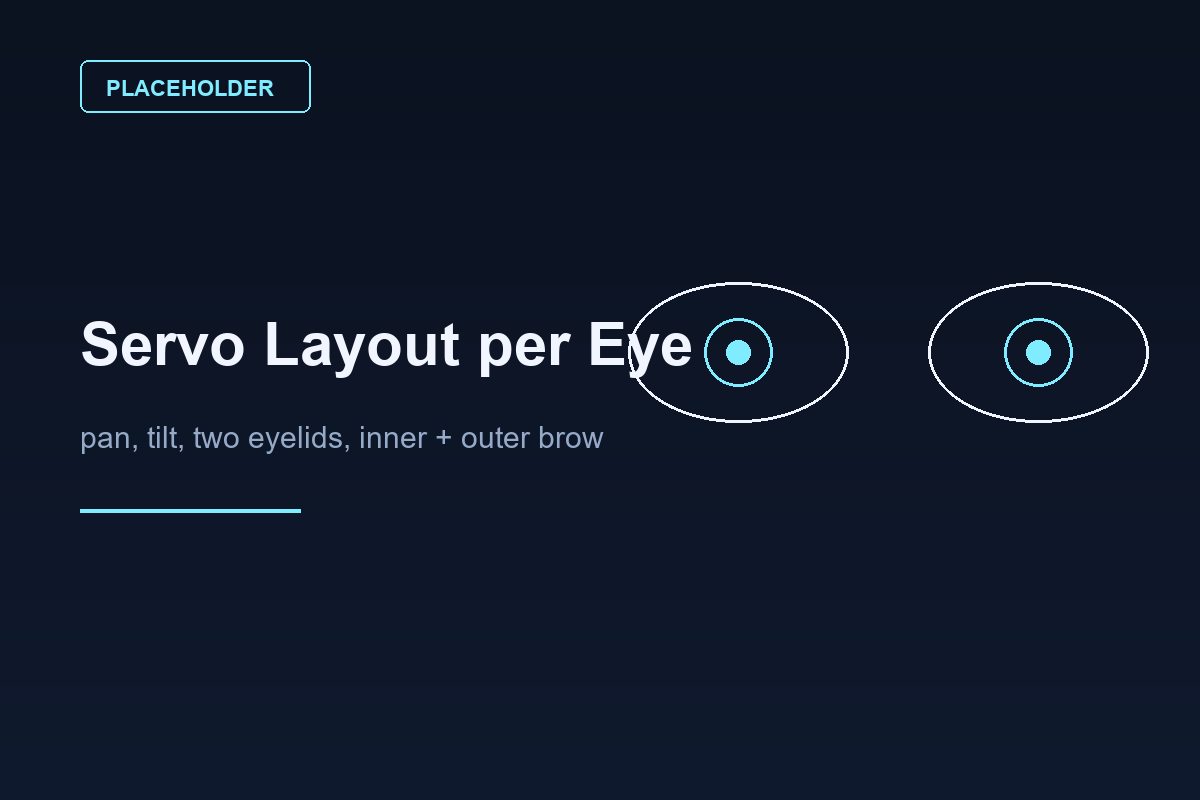 PLACEHOLDER
Servo Layout per Eye
pan, tilt, two eyelids, inner + outer brow